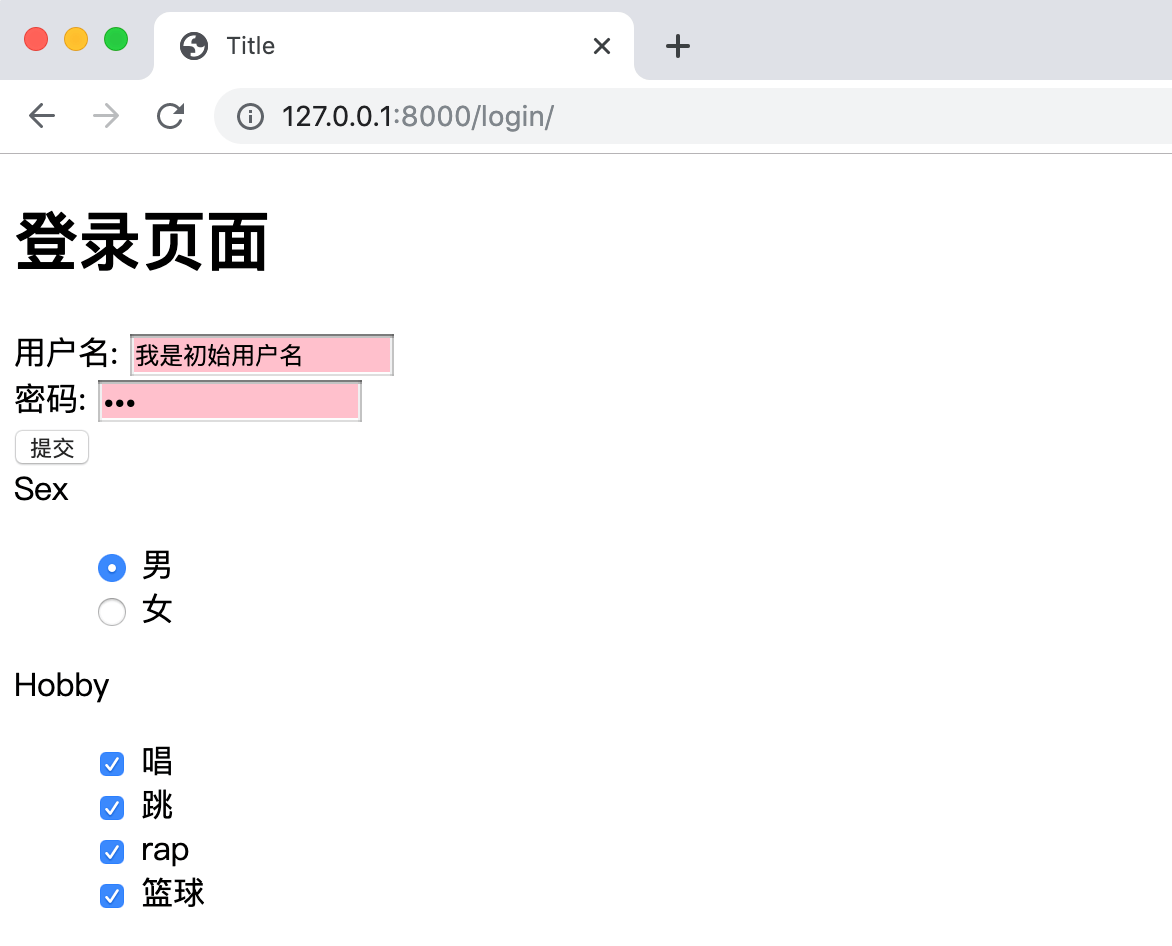 Title
127.0.0.1:8000/login/
登录页面
用户名: 我是初始用户名
密码: •••
提交
Sex
男
女
Hobby
唱
跳
rap
篮球